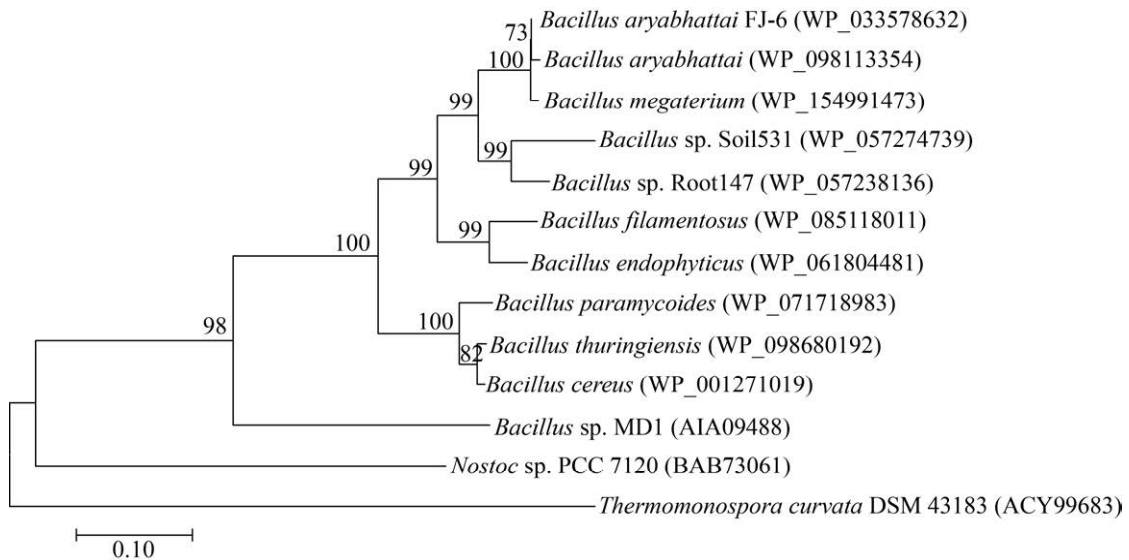 Bacillus aryabhattai FJ-6 (WP_033578632)
73
Bacillus aryabhattai (WP_098113354)
100
Bacillus megaterium (WP_154991473)
99
Bacillus sp. Soil531 (WP_057274739)
99
Bacillus sp. Root147 (WP_057238136)
99
Bacillus filamentosus (WP_085118011)
99
100
Bacillus endophyticus (WP_061804481)
Bacillus paramycoides (WP_071718983)
100
98
Bacillus thuringiensis (WP_098680192)
82
Bacillus cereus (WP_001271019)
Bacillus sp. MD1 (AIA09488)
Nostoc sp. PCC 7120 (BAB73061)
Thermomonospora curvata DSM 43183 (ACY99683)
0.10